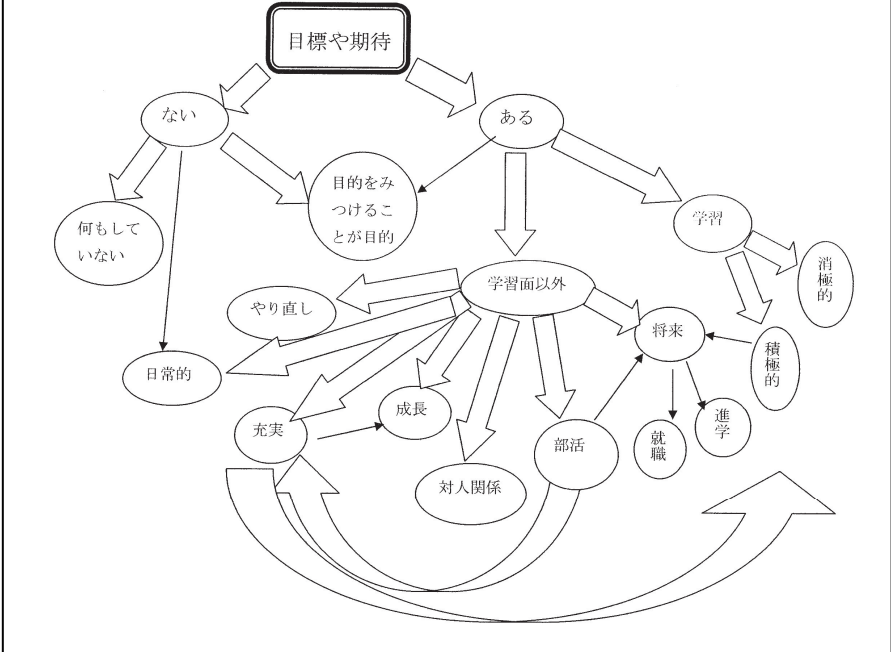 目標や期待
ない
ある
目的をみ
つけるこ
とが目的
何もして
いない
学習
消極的
学習面以外
やり直し
将来
積極的
日常的
成長
進学
充実
就職
部活
対人関係